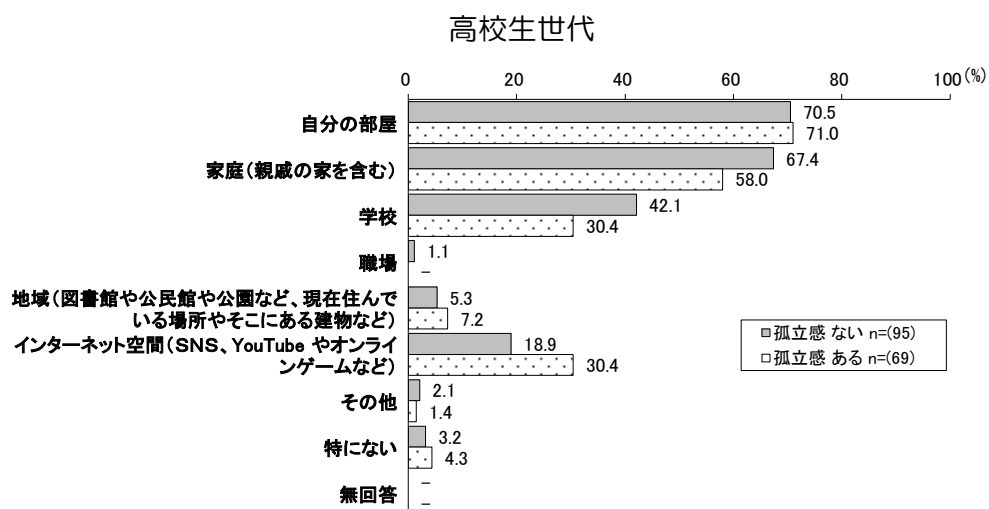 高校生世代
0 20 40 60 80 100(%)
自分の部屋 70.5
71.0
家庭(親戚の家を含む) 67.4
58.0
学校 42.1
30.4
職場 1.1
–
地域(図書館や公民館や公園など、現在住んで
いる場所やそこにある建物など)
5.3
7.2
インターネット空間(SNS、YouTube やオンライ
ンゲームなど)
18.9
30.4
その他 2.1
1.4
特にない 3.2
4.3
無回答 –
–
孤立感 ない n=(95)
孤立感 ある n=(69)